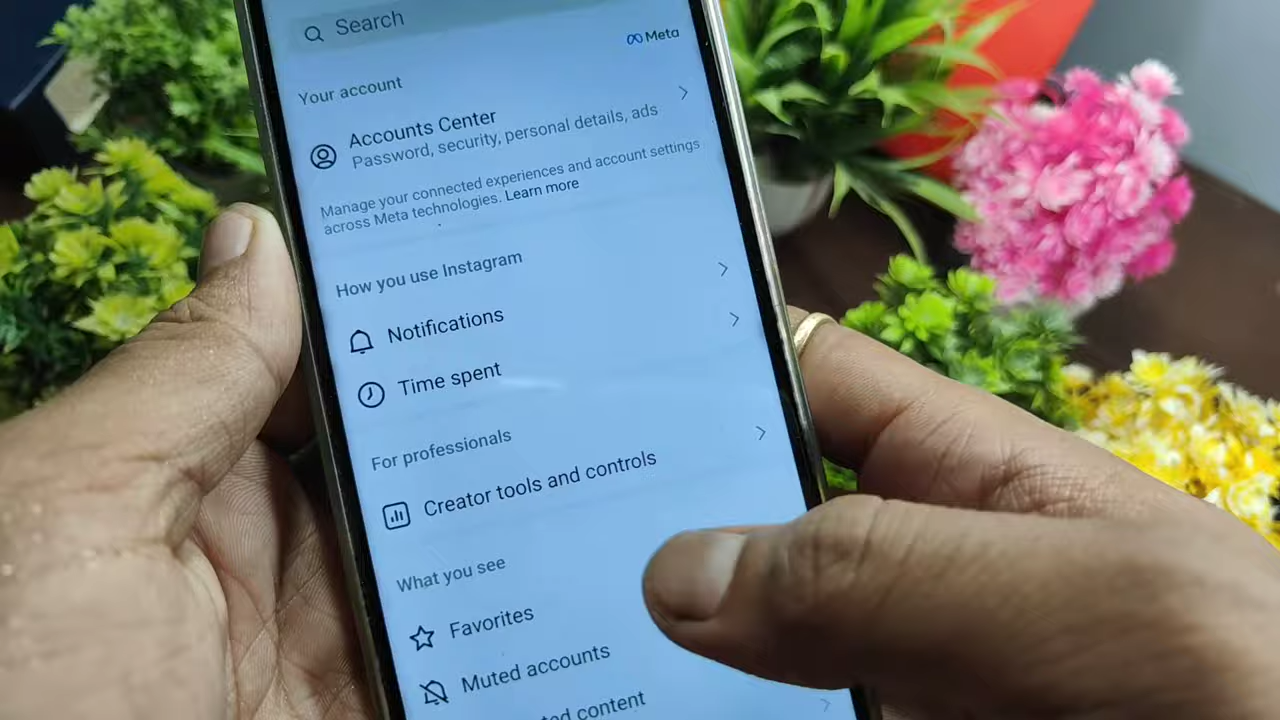 Search
Meta
Your account
Accounts Center
Password, security, personal details, ads
Manage your connected experiences and account settings
across Meta technologies. Learn more
How you use Instagram
Notifications
Time spent
For professionals
Creator tools and controls
What you see
Favorites
Muted accounts
content